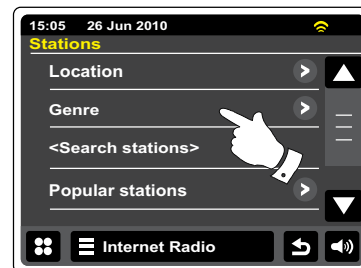 15:05 26 Jun 2010
Stations
Location
Genre
<Search stations>
Popular stations
Internet Radio